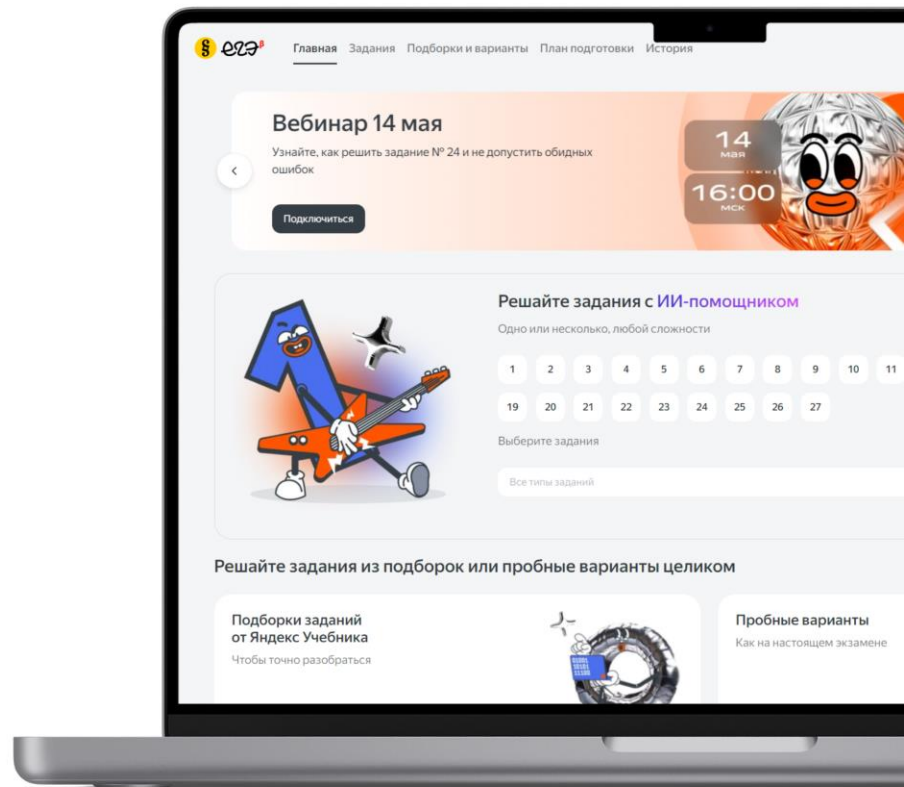 § егэ β
Главная Задания Подборки и варианты План подготовки История
Вебинар 14 мая
Узнайте, как решить задание № 24 и не допустить обидных
ошибок
Подключиться
14
мая
16:00
МСК
Решайте задания с ИИ-помощником
Одно или несколько, любой сложности
1 2 3 4 5 6 7 8 9 10 11
19 20 21 22 23 24 25 26 27
Выберите задания
Все типы заданий
Решайте задания из подборок или пробные варианты целиком
Подборки заданий
от Яндекс Учебника
Чтобы точно разобраться
Пробные варианты
Как на настоящем экзамене